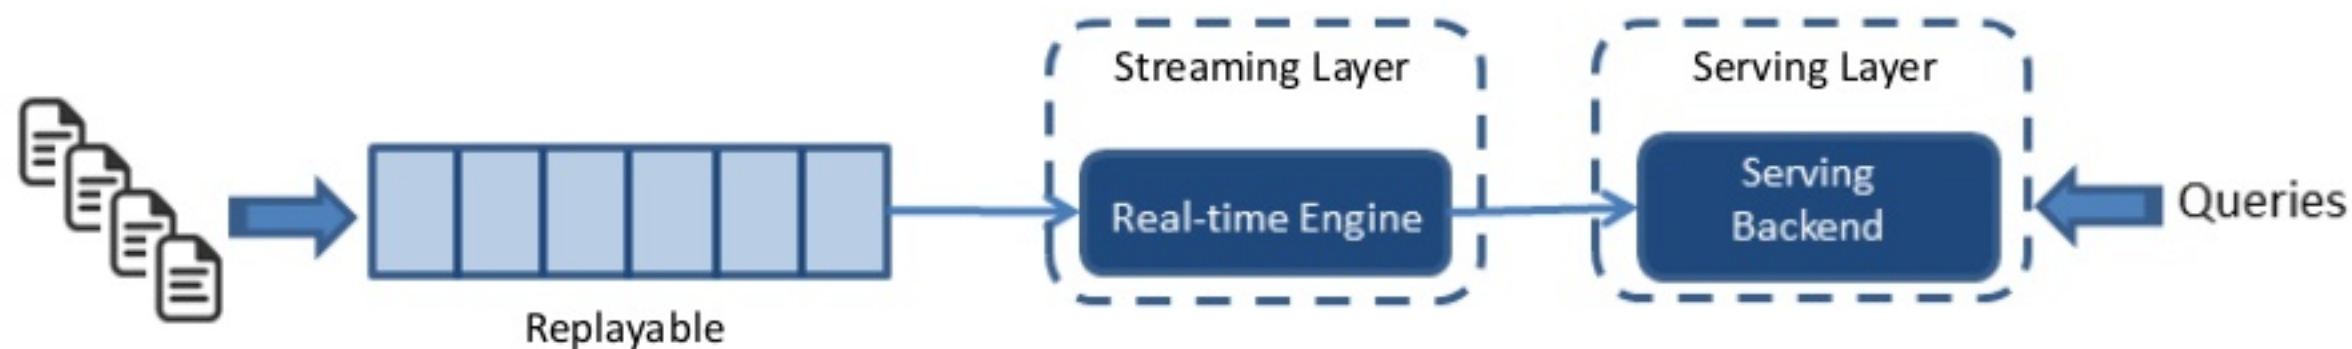 Streaming Layer
Serving Layer
Real-time Engine
Serving
Backend
Queries
Replayable